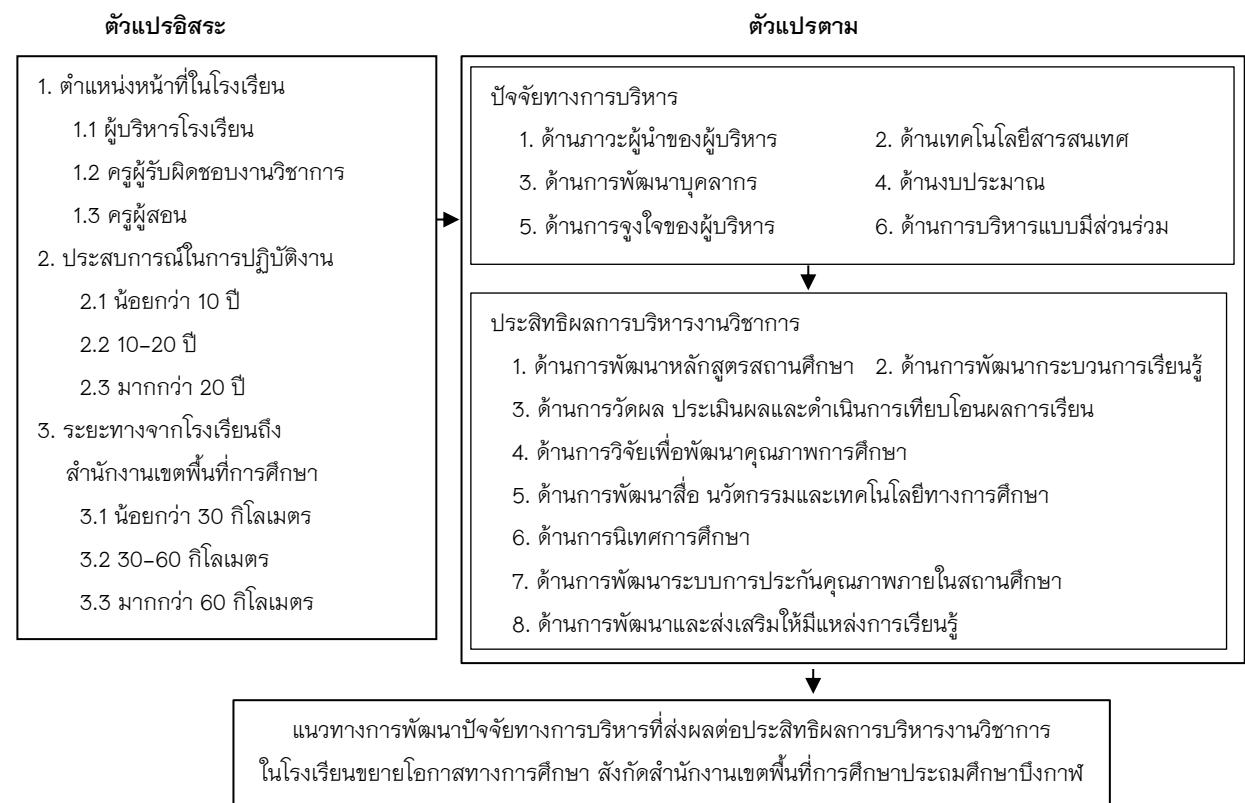 ตัวแปรอิสระ
1. ตำแหน่งหน้าที่ในโรงเรียน
1.1 ผู้บริหารโรงเรียน
1.2 ครูผู้รับผิดชอบงานวิชาการ
1.3 ครูผู้สอน
2. ประสบการณ์ในการปฏิบัติงาน
2.1 น้อยกว่า 10 ปี
2.2 10–20 ปี
2.3 มากกว่า 20 ปี
3. ระยะทางจากโรงเรียนถึง
สำนักงานเขตพื้นที่การศึกษา
3.1 น้อยกว่า 30 กิโลเมตร
3.2 30–60 กิโลเมตร
3.3 มากกว่า 60 กิโลเมตร
ตัวแปรตาม
ปัจจัยทางการบริหาร
1. ด้านภาวะผู้นำของผู้บริหาร 2. ด้านเทคโนโลยีสารสนเทศ
3. ด้านการพัฒนาบุคลากร 4. ด้านงบประมาณ
5. ด้านการจูงใจของผู้บริหาร 6. ด้านการบริหารแบบมีส่วนร่วม
ประสิทธิผลการบริหารงานวิชาการ
1. ด้านการพัฒนาหลักสูตรสถานศึกษา 2. ด้านการพัฒนากระบวนการเรียนรู้
3. ด้านการวัดผล ประเมินผลและดำเนินการเทียบโอนผลการเรียน
4. ด้านการวิจัยเพื่อพัฒนาคุณภาพการศึกษา
5. ด้านการพัฒนาสื่อ นวัตกรรมและเทคโนโลยีทางการศึกษา
6. ด้านการนิเทศการศึกษา
7. ด้านการพัฒนาระบบการประกันคุณภาพภายในสถานศึกษา
8. ด้านการพัฒนาและส่งเสริมให้มีแหล่งการเรียนรู้
แนวทางการพัฒนาปัจจัยทางการบริหารที่ส่งผลต่อประสิทธิผลการบริหารงานวิชาการ
ในโรงเรียนขยายโอกาสทางการศึกษา สังกัดสำนักงานเขตพื้นที่การศึกษาประถมศึกษาบึงกาฬ